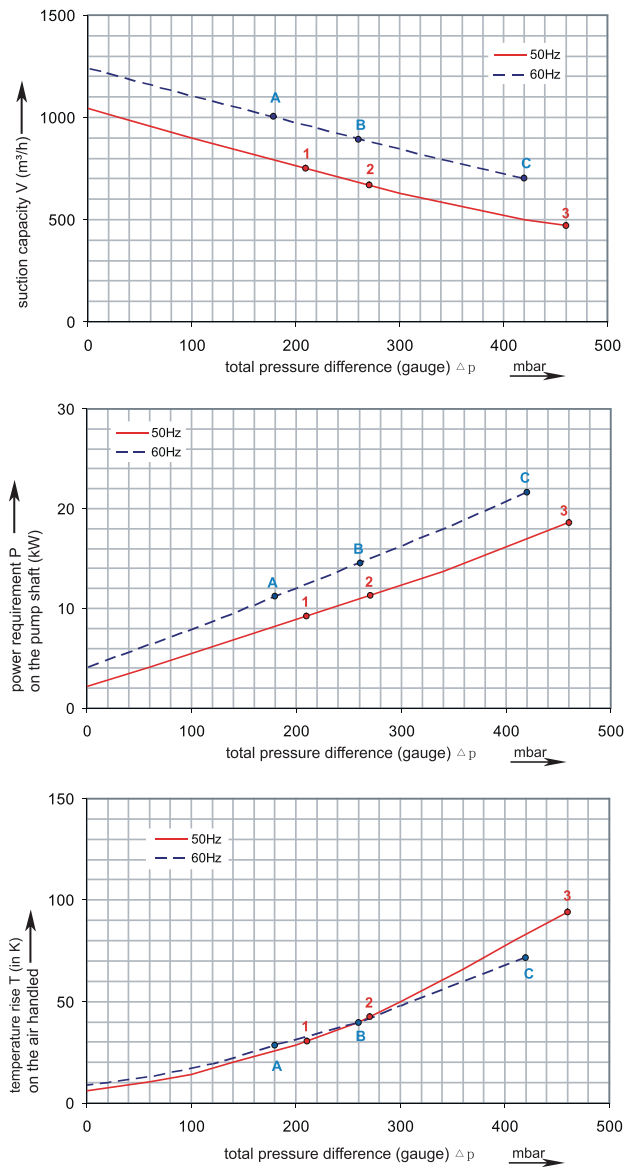 1500
1000
500
0
suction capacity V (m³/h)
50Hz
60Hz
A
B
C
1
2
3
0
100
200
300
400
500
total pressure difference (gauge) △p
mbar
30
20
10
0
power requirement P
on the pump shaft (kW)
50Hz
60Hz
A
B
C
1
2
3
0
100
200
300
400
500
total pressure difference (gauge) △p
mbar
150
100
50
0
temperature rise T (in K)
on the air handled
50Hz
60Hz
1
2
3
A
B
C
0
100
200
300
400
500
total pressure difference (gauge) △p
mbar